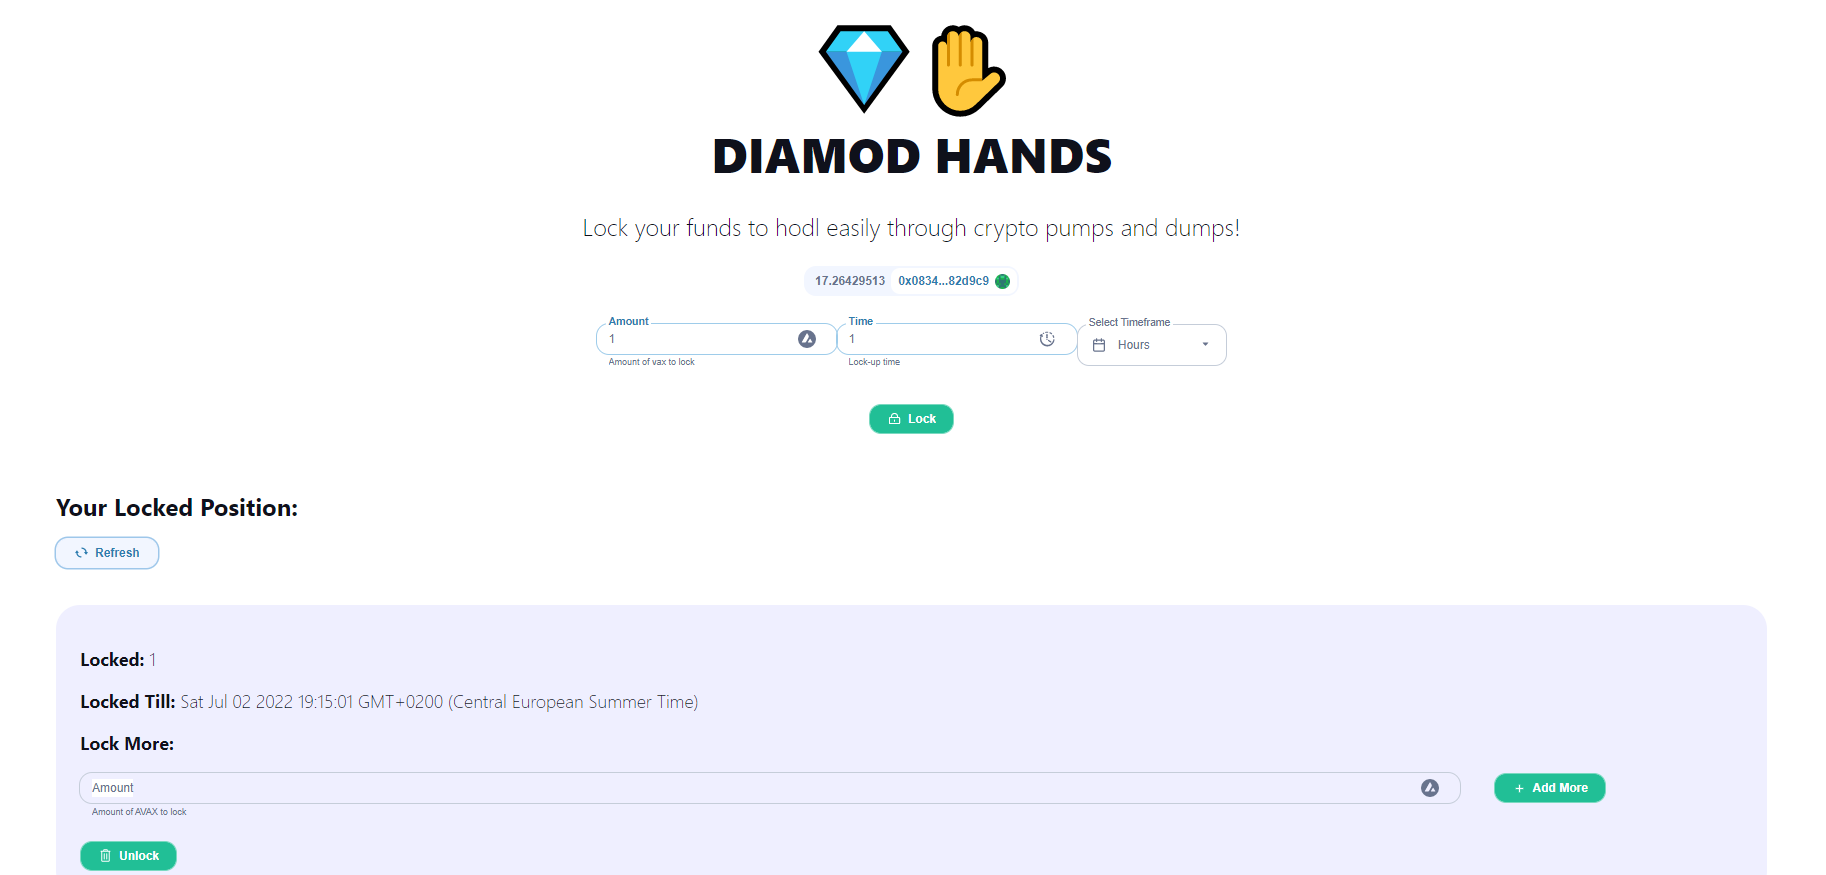 DIAMOD HANDS
Lock your funds to hodl easily through crypto pumps and dumps!
17.26429513 0x0834...82d9c9
Amount Time Select Timeframe
1 1 Hours
Amount of vax to lock Lock-up time
Lock
Your Locked Position:
Refresh
Locked: 1
Locked Till: Sat Jul 02 2022 19:15:01 GMT+0200 (Central European Summer Time)
Lock More:
Amount + Add More
Amount of AVAX to lock
Unlock